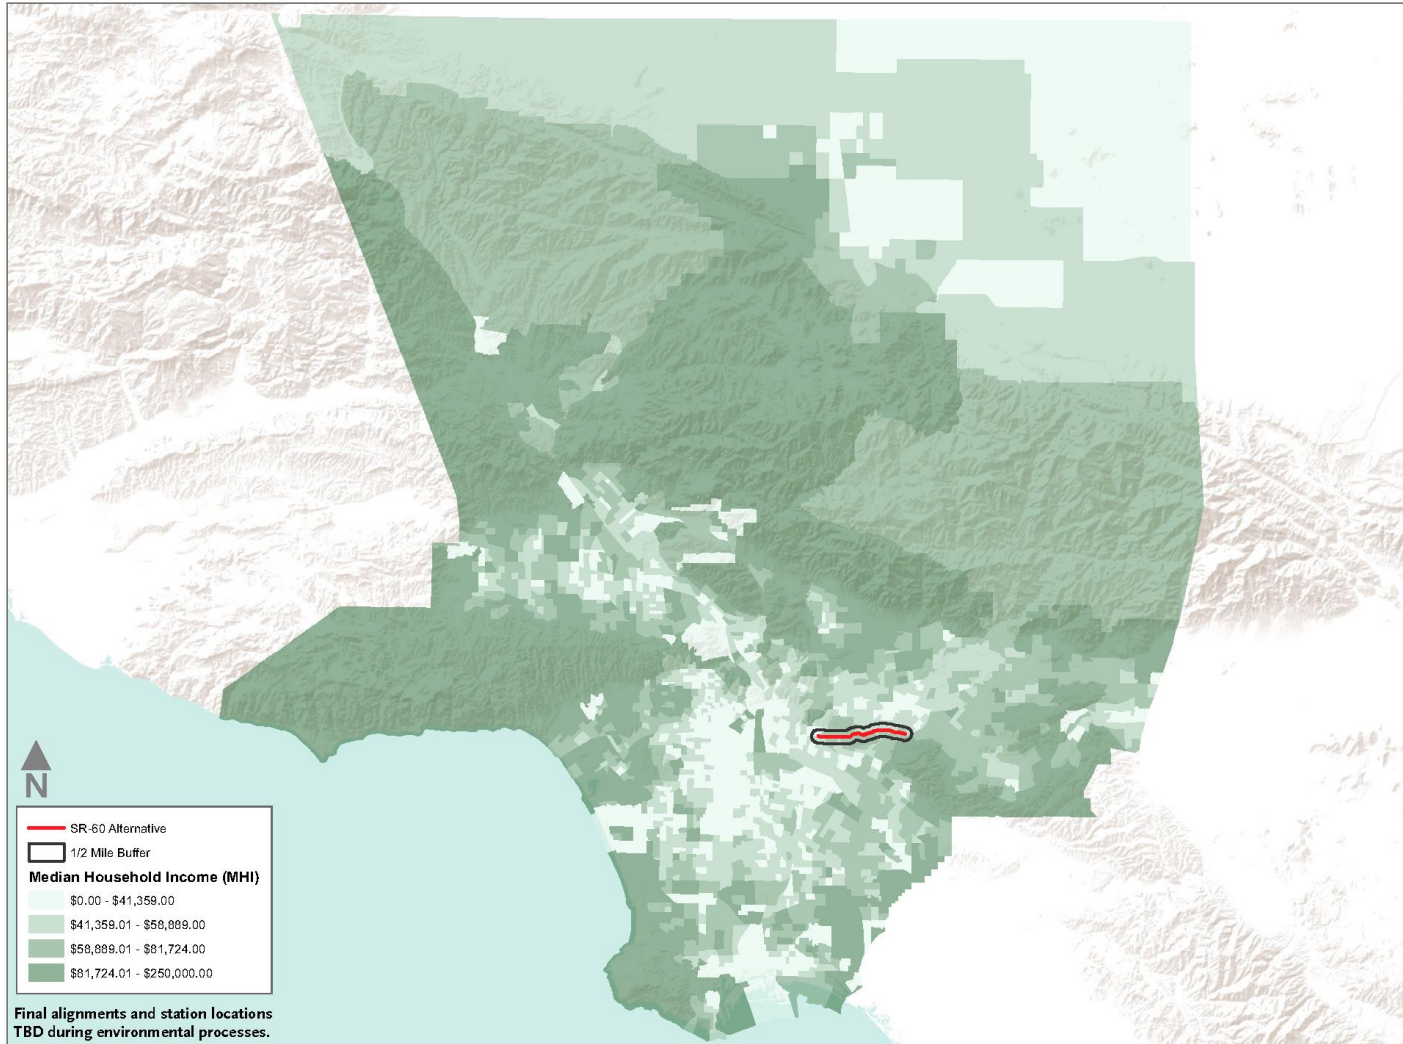 N
SR-60 Alternative
1/2 Mile Buffer
Median Household Income (MHI)
$0.00 - $41,359.00
$41,359.01 - $58,889.00
$58,889.01 - $81,724.00
$81,724.01 - $250,000.00
Final alignments and station locations
TBD during environmental processes.